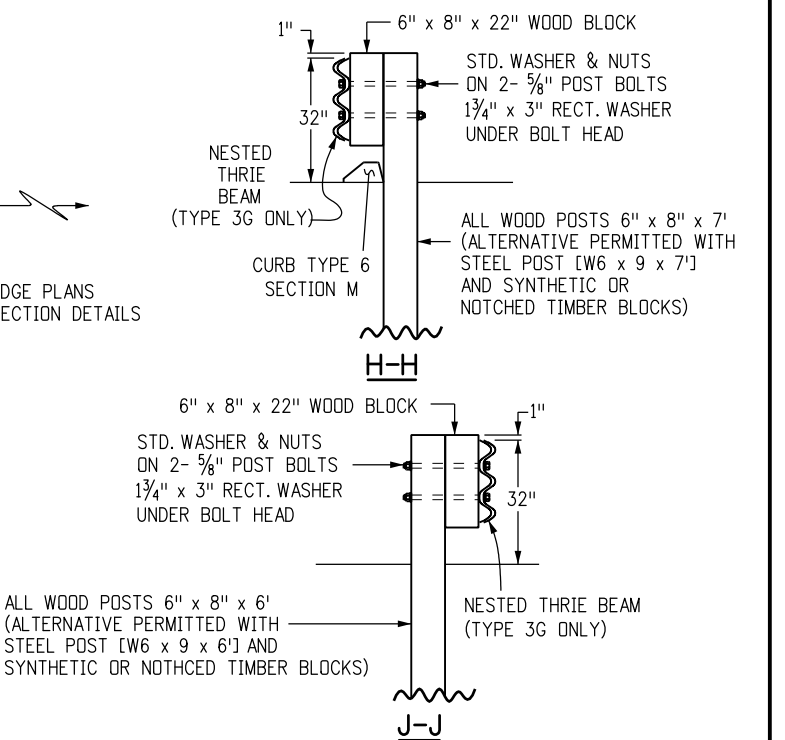 1"
6" x 8" x 22" WOOD BLOCK
STD. WASHER & NUTS
ON 2- 5/8" POST BOLTS
1 3/4" x 3" RECT. WASHER
UNDER BOLT HEAD
32"
NESTED
THRIE
BEAM
(TYPE 3G ONLY)
CURB TYPE 6
SECTION M
ALL WOOD POSTS 6" x 8" x 7'
(ALTERNATIVE PERMITTED WITH
STEEL POST [W6 x 9 x 7']
AND SYNTHETIC OR
NOTCHED TIMBER BLOCKS)
DGE PLANS
ECTION DETAILS
H-H
6" x 8" x 22" WOOD BLOCK
1"
STD. WASHER & NUTS
ON 2- 5/8" POST BOLTS
1 3/4" x 3" RECT. WASHER
UNDER BOLT HEAD
32"
ALL WOOD POSTS 6" x 8" x 6'
(ALTERNATIVE PERMITTED WITH
STEEL POST [W6 x 9 x 6'] AND
SYNTHETIC OR NOTHCED TIMBER BLOCKS)
NESTED THRIE BEAM
(TYPE 3G ONLY)
J-J